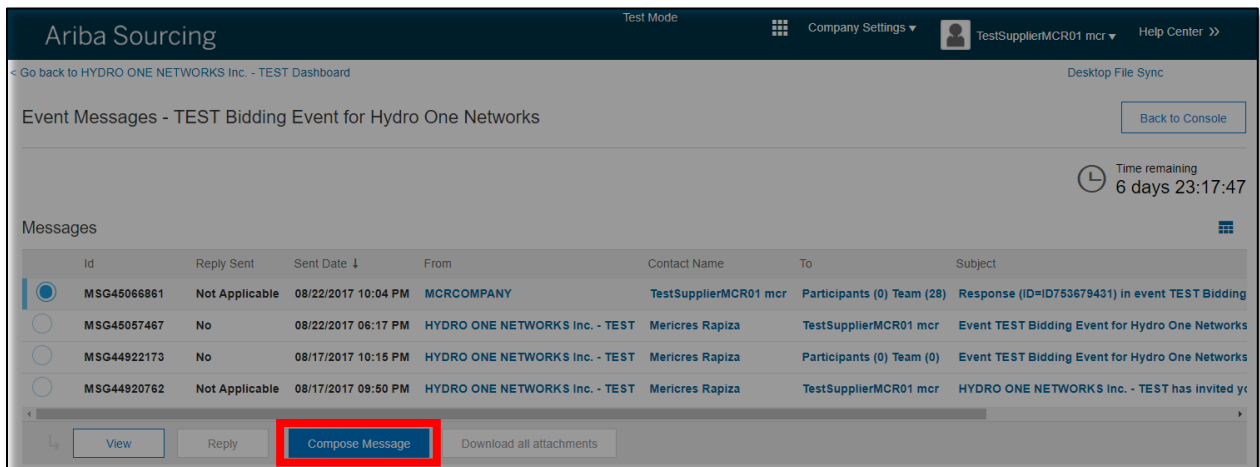 Test Mode
Ariba Sourcing
Company Settings ▾
TestSupplierMCR01 mcr ▾
Help Center >>
< Go back to HYDRO ONE NETWORKS Inc. - TEST Dashboard
Desktop File Sync
Event Messages - TEST Bidding Event for Hydro One Networks
Back to Console
Time remaining
6 days 23:17:47
Messages
Id Reply Sent Sent Date ↓ From Contact Name To Subject
MSG45066861 Not Applicable 08/22/2017 10:04 PM MCRCOMPANY TestSupplierMCR01 mcr Participants (0) Team (28) Response (ID=ID753679431) in event TEST Bidding
MSG45057467 No 08/22/2017 06:17 PM HYDRO ONE NETWORKS Inc. - TEST Mericres Rapiza TestSupplierMCR01 mcr Event TEST Bidding Event for Hydro One Networks
MSG44922173 No 08/17/2017 10:15 PM HYDRO ONE NETWORKS Inc. - TEST Mericres Rapiza Participants (0) Team (0) Event TEST Bidding Event for Hydro One Networks
MSG44920762 Not Applicable 08/17/2017 09:50 PM HYDRO ONE NETWORKS Inc. - TEST Mericres Rapiza TestSupplierMCR01 mcr HYDRO ONE NETWORKS Inc. - TEST has invited
View Reply Compose Message Download all attachments